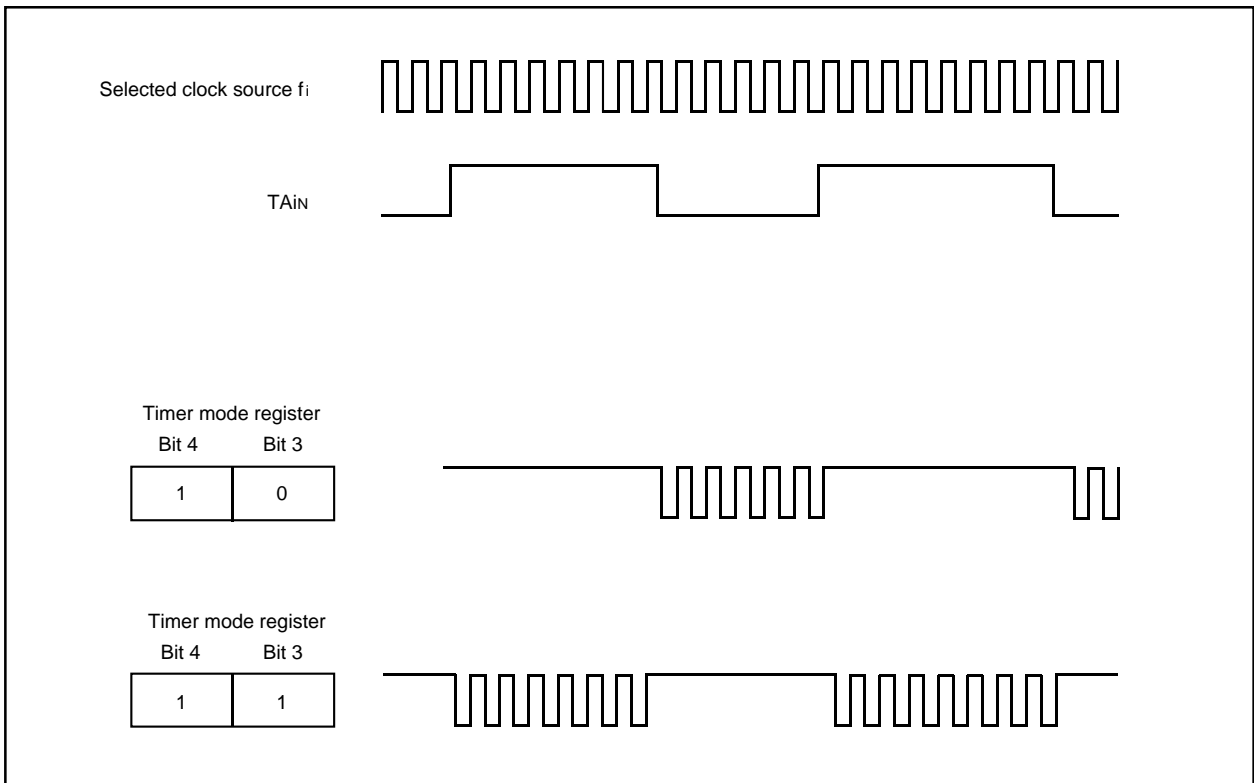 Selected clock source fi
TAiN
Timer mode register
Bit 4 Bit 3
1 0
Timer mode register
Bit 4 Bit 3
1 1